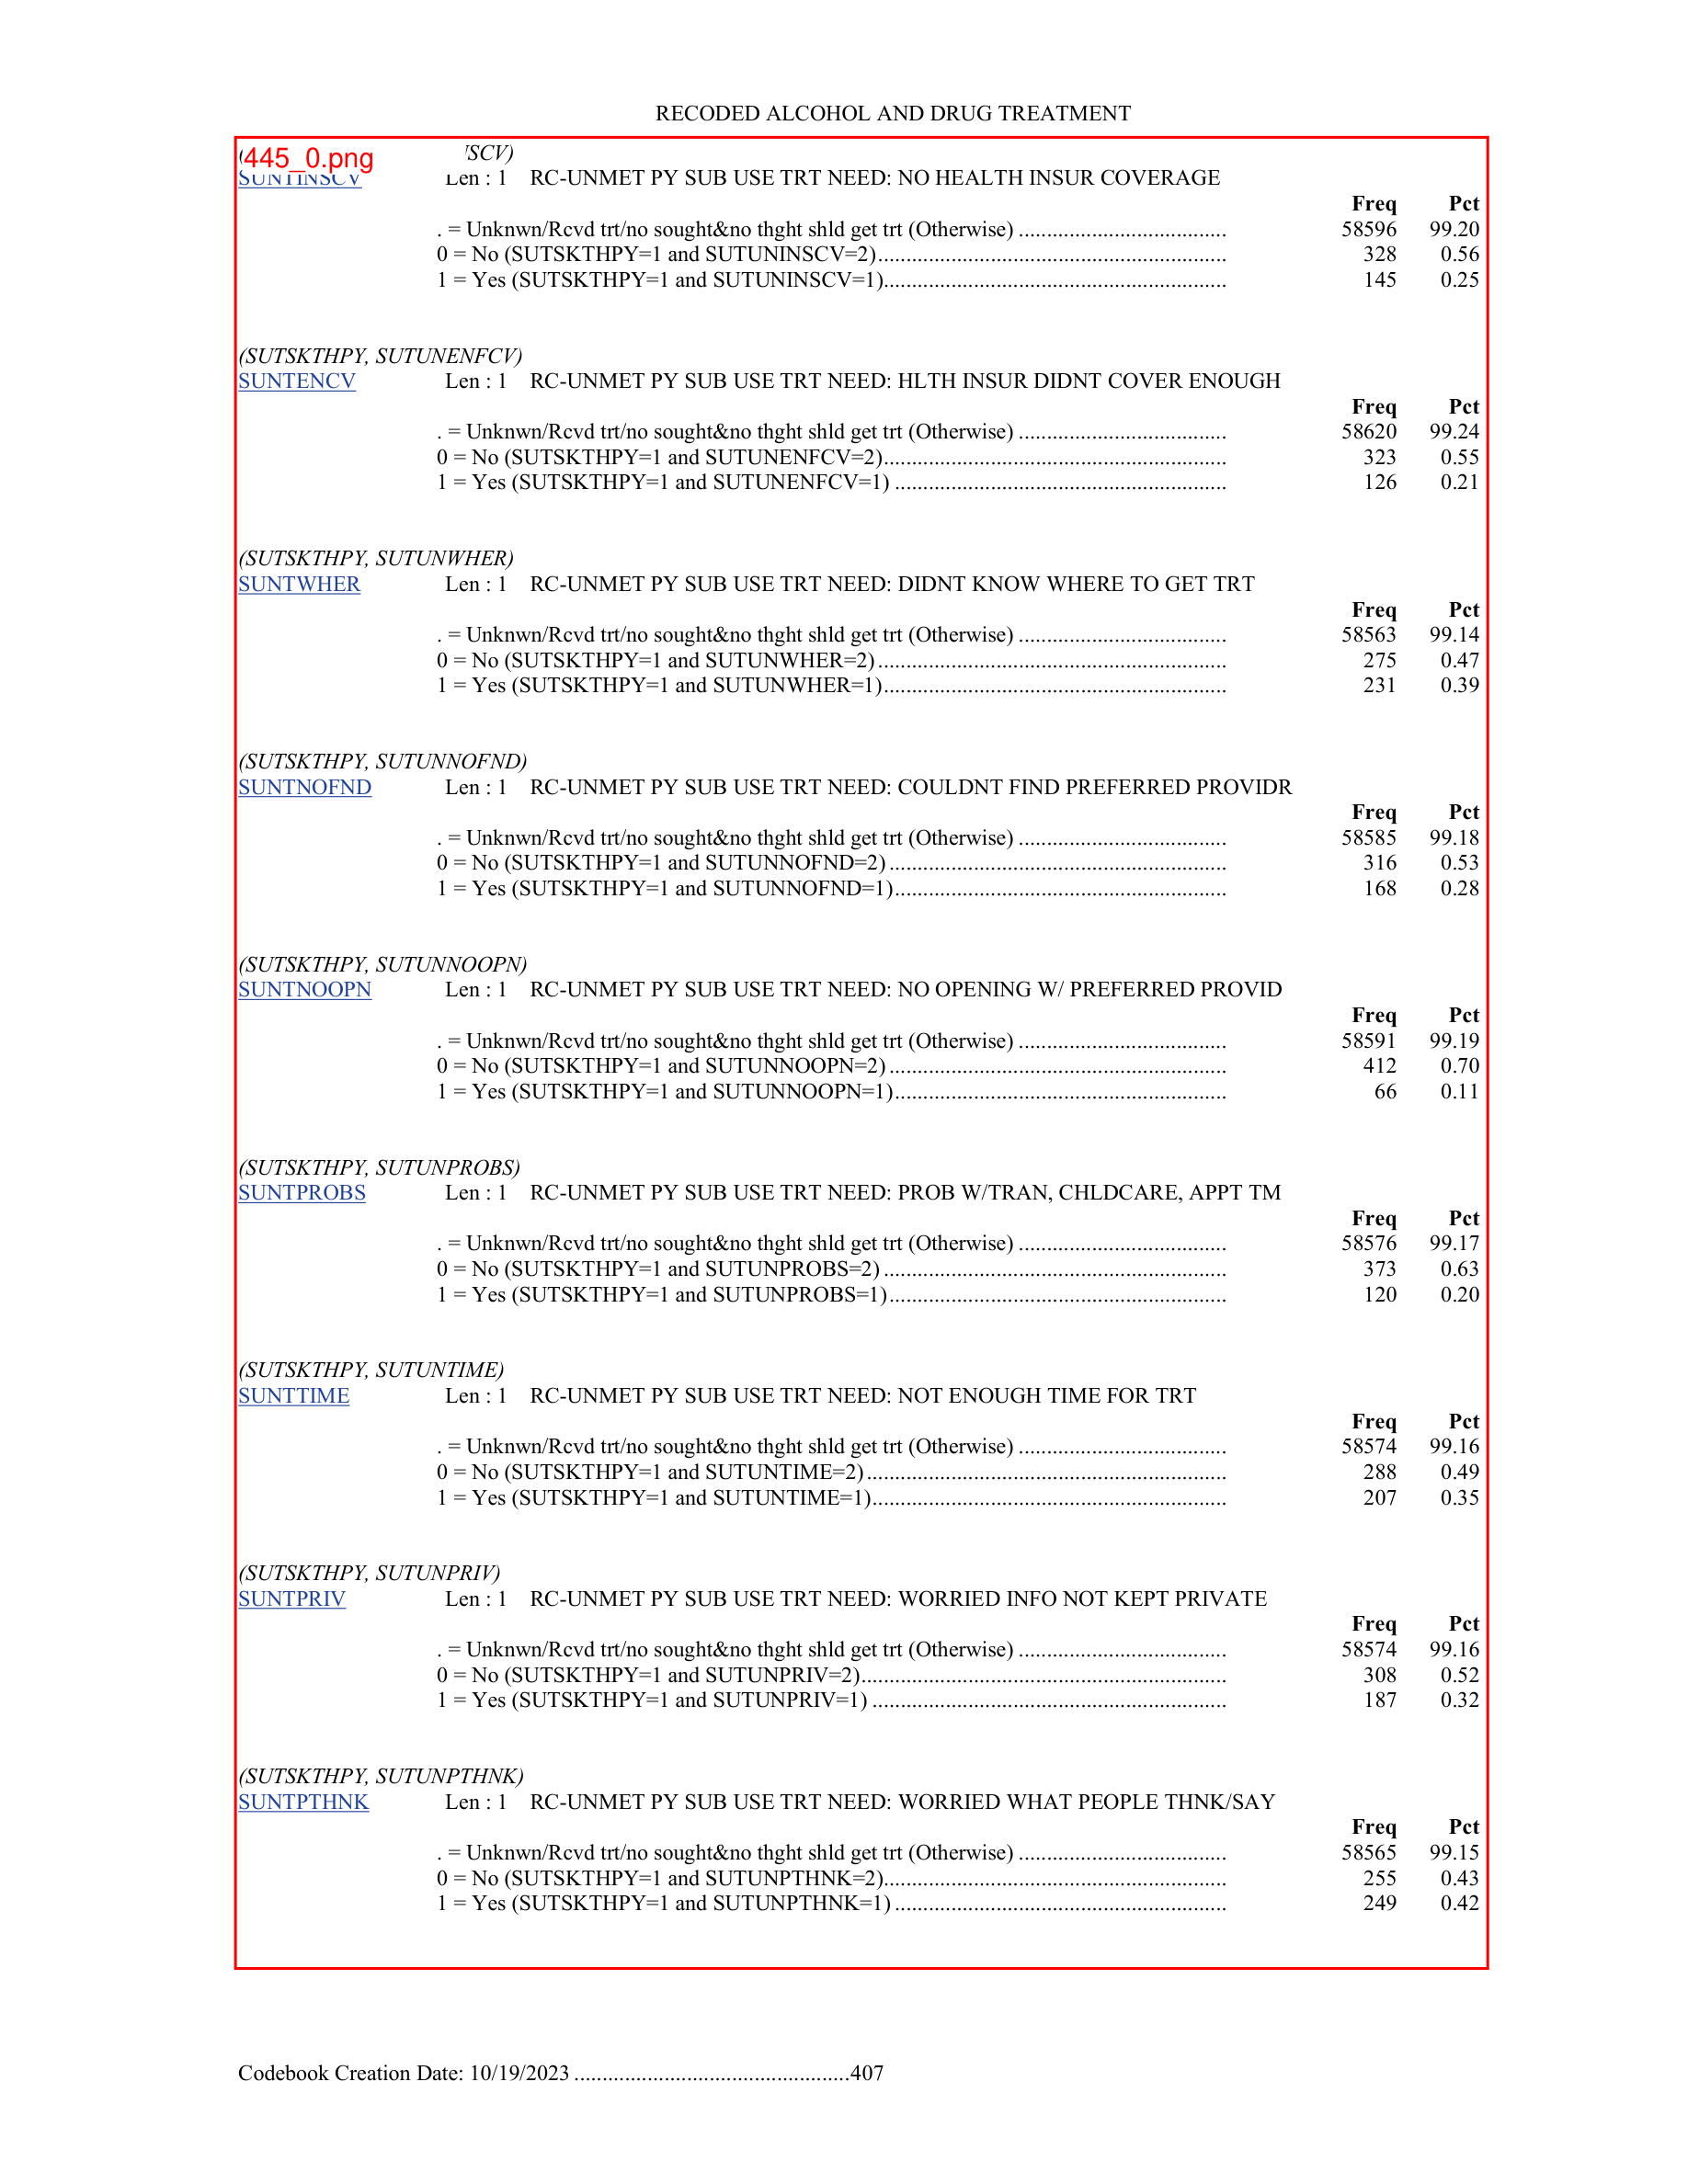 RECODED ALCOHOL AND DRUG TREATMENT
445_0.png
SCV)
SUNTINSCV Len : 1 RC-UNMET PY SUB USE TRT NEED: NO HEALTH INSUR COVERAGE
Freq Pct
. = Unknwn/Rcvd trt/no sought&no thght shld get trt (Otherwise) ..................................... 58596 99.20
0 = No (SUTSKTHPY=1 and SUTUNINSCV=2).............................................................. 328 0.56
1 = Yes (SUTSKTHPY=1 and SUTUNINSCV=1)............................................................. 145 0.25
(SUTSKTHPY, SUTUNENFCV)
SUNTENCV Len : 1 RC-UNMET PY SUB USE TRT NEED: HLTH INSUR DIDNT COVER ENOUGH
Freq Pct
. = Unknwn/Rcvd trt/no sought&no thght shld get trt (Otherwise) ..................................... 58620 99.24
0 = No (SUTSKTHPY=1 and SUTUNENFCV=2)............................................................. 323 0.55
1 = Yes (SUTSKTHPY=1 and SUTUNENFCV=1) ........................................................... 126 0.21
(SUTSKTHPY, SUTUNWHER)
SUNTWHER Len : 1 RC-UNMET PY SUB USE TRT NEED: DIDNT KNOW WHERE TO GET TRT
Freq Pct
. = Unknwn/Rcvd trt/no sought&no thght shld get trt (Otherwise) ..................................... 58563 99.14
0 = No (SUTSKTHPY=1 and SUTUNWHER=2).............................................................. 275 0.47
1 = Yes (SUTSKTHPY=1 and SUTUNWHER=1)............................................................. 231 0.39
(SUTSKTHPY, SUTUNNOFND)
SUNTNOFND Len : 1 RC-UNMET PY SUB USE TRT NEED: COULDNT FIND PREFERRED PROVIDR
Freq Pct
. = Unknwn/Rcvd trt/no sought&no thght shld get trt (Otherwise) ..................................... 58585 99.18
0 = No (SUTSKTHPY=1 and SUTUNNOFND=2)............................................................ 316 0.53
1 = Yes (SUTSKTHPY=1 and SUTUNNOFND=1)........................................................... 168 0.28
(SUTSKTHPY, SUTUNNOOPN)
SUNTNOOPN Len : 1 RC-UNMET PY SUB USE TRT NEED: NO OPENING W/ PREFERRED PROVID
Freq Pct
. = Unknwn/Rcvd trt/no sought&no thght shld get trt (Otherwise) ..................................... 58591 99.19
0 = No (SUTSKTHPY=1 and SUTUNNOOPN=2)............................................................ 412 0.70
1 = Yes (SUTSKTHPY=1 and SUTUNNOOPN=1)........................................................... 66 0.11
(SUTSKTHPY, SUTUNPROBS)
SUNTPROBS Len : 1 RC-UNMET PY SUB USE TRT NEED: PROB W/TRAN, CHLDCARE, APPT TM
Freq Pct
. = Unknwn/Rcvd trt/no sought&no thght shld get trt (Otherwise) ..................................... 58576 99.17
0 = No (SUTSKTHPY=1 and SUTUNPROBS=2)............................................................. 373 0.63
1 = Yes (SUTSKTHPY=1 and SUTUNPROBS=1)............................................................ 120 0.20
(SUTSKTHPY, SUTUNTIME)
SUNTTIME Len : 1 RC-UNMET PY SUB USE TRT NEED: NOT ENOUGH TIME FOR TRT
Freq Pct
. = Unknwn/Rcvd trt/no sought&no thght shld get trt (Otherwise) ..................................... 58574 99.16
0 = No (SUTSKTHPY=1 and SUTUNTIME=2)................................................................ 288 0.49
1 = Yes (SUTSKTHPY=1 and SUTUNTIME=1)............................................................... 207 0.35
(SUTSKTHPY, SUTUNPRIV)
SUNTPRIV Len : 1 RC-UNMET PY SUB USE TRT NEED: WORRIED INFO NOT KEPT PRIVATE
Freq Pct
. = Unknwn/Rcvd trt/no sought&no thght shld get trt (Otherwise) ..................................... 58574 99.16
0 = No (SUTSKTHPY=1 and SUTUNPRIV=2)................................................................. 308 0.52
1 = Yes (SUTSKTHPY=1 and SUTUNPRIV=1) ............................................................... 187 0.32
(SUTSKTHPY, SUTUNPTHNK)
SUNTPTHNK Len : 1 RC-UNMET PY SUB USE TRT NEED: WORRIED WHAT PEOPLE THNK/SAY
Freq Pct
. = Unknwn/Rcvd trt/no sought&no thght shld get trt (Otherwise) ..................................... 58565 99.15
0 = No (SUTSKTHPY=1 and SUTUNPTHNK=2)............................................................. 255 0.43
1 = Yes (SUTSKTHPY=1 and SUTUNPTHNK=1) ........................................................... 249 0.42
Codebook Creation Date: 10/19/2023 .................................................407